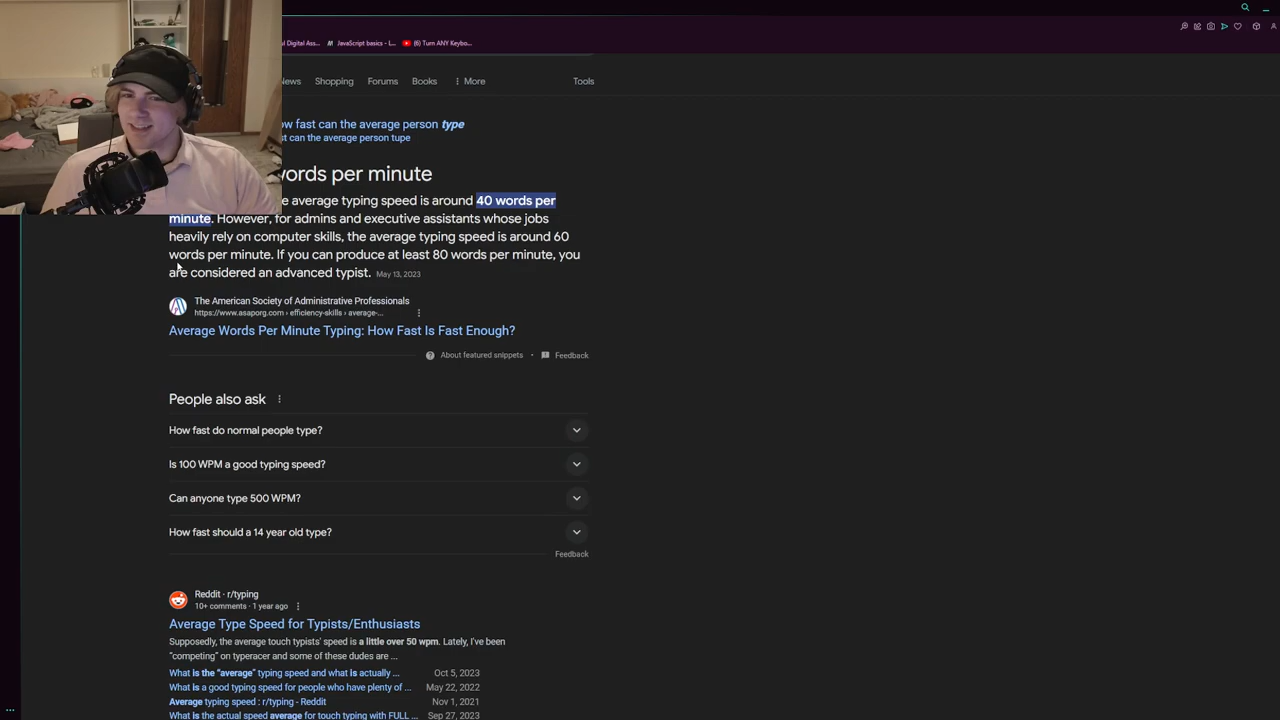 ul Digital Ass...
JavaScript basics - L...
(6) Turn ANY Keybo...
News
Shopping
Forums
Books
More
Tools
ow fast can the average person type
st can the average person tupe
words per minute
e average typing speed is around 40 words per
minute. However, for admins and executive assistants whose jobs
heavily rely on computer skills, the average typing speed is around 60
words per minute. If you can produce at least 80 words per minute, you
are considered an advanced typist. May 13, 2023
The American Society of Administrative Professionals
https://www.asaporg.com › efficiency-skills › average-...
Average Words Per Minute Typing: How Fast Is Fast Enough?
About featured snippets
Feedback
People also ask
How fast do normal people type?
Is 100 WPM a good typing speed?
Can anyone type 500 WPM?
How fast should a 14 year old type?
Feedback
Reddit · r/typing
10+ comments · 1 year ago
Average Type Speed for Typists/Enthusiasts
Supposedly, the average touch typists' speed is a little over 50 wpm. Lately, I've been
"competing" on typeracer and some of these dudes are ...
What is the "average" typing speed and what is actually ... Oct 5, 2023
What is a good typing speed for people who have plenty of ... May 22, 2022
Average typing speed : r/typing - Reddit Nov 1, 2021
What is the actual speed average for touch typing with FULL ... Sep 27, 2023